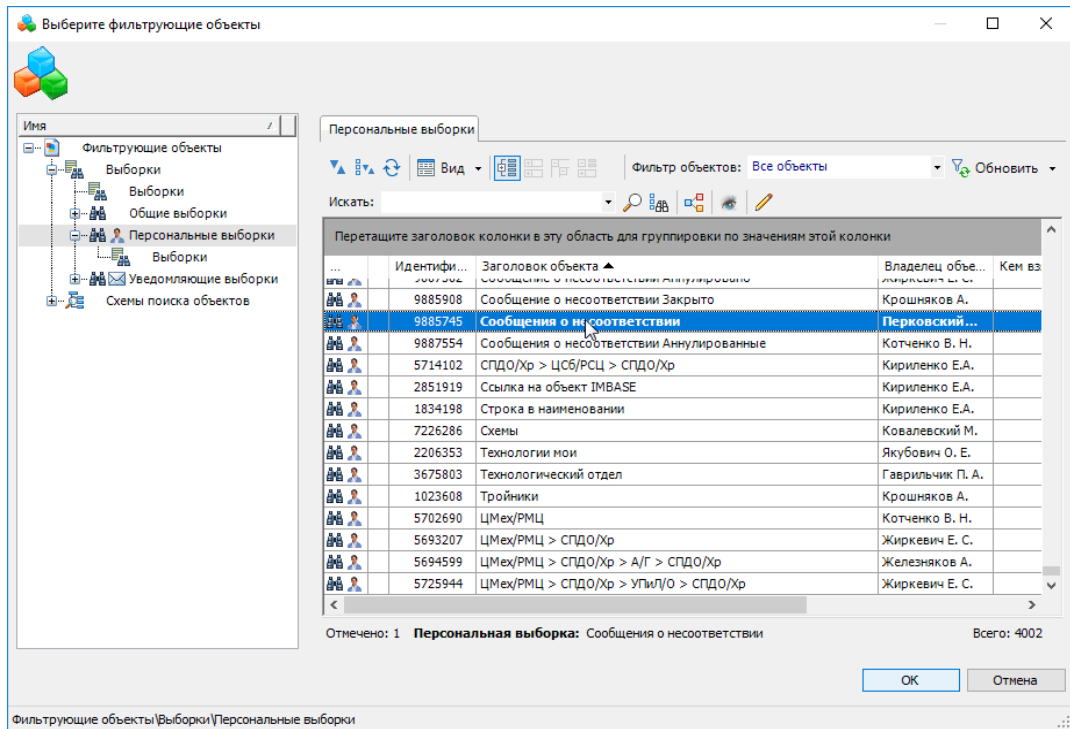 Выберите фильтрующие объекты
Имя
Фильтрующие объекты
Выборки
Выборки
Общие выборки
Персональные выборки
Выборки
Уведомляющие выборки
Схемы поиска объектов
Персональные выборки
Вид Фильтр объектов: Все объекты Обновить
Искать:
Перетащите заголовок колонки в эту область для группировки по значениям этой колонки
... Идентифи... Заголовок объекта Владелец объе... Кем вз
9885908 Сообщение о несоответствии Закрыто Крошняков А.
9885745 Сообщения о несоответствии Перковский...
9887554 Сообщения о несоответствии Аннулированные Котченко В. Н.
5714102 СПДО/Хр > ЦСб/РСЦ > СПДО/Хр Кириленко Е.А.
2851919 Ссылка на объект IMBASE Кириленко Е.А.
1834198 Строка в наименовании Кириленко Е.А.
7226286 Схемы Ковалевский М.
2206353 Технологии мои Якубович О. Е.
3675803 Технологический отдел Гаврильчик П. А.
1023608 Тройники Крошняков А.
5702690 ЦМех/РМЦ Котченко В. Н.
5693207 ЦМех/РМЦ > СПДО/Хр Жиркевич Е. С.
5694599 ЦМех/РМЦ > СПДО/Хр > А/Г > СПДО/Хр Железняков А.
5725944 ЦМех/РМЦ > СПДО/Хр > УПиЛ/О > СПДО/Хр Жиркевич Е. С.
Отмечено: 1 Персональная выборка: Сообщения о несоответствии Всего: 4002
ОК Отмена
Фильтрующие объекты\Выборки\Персональные выборки